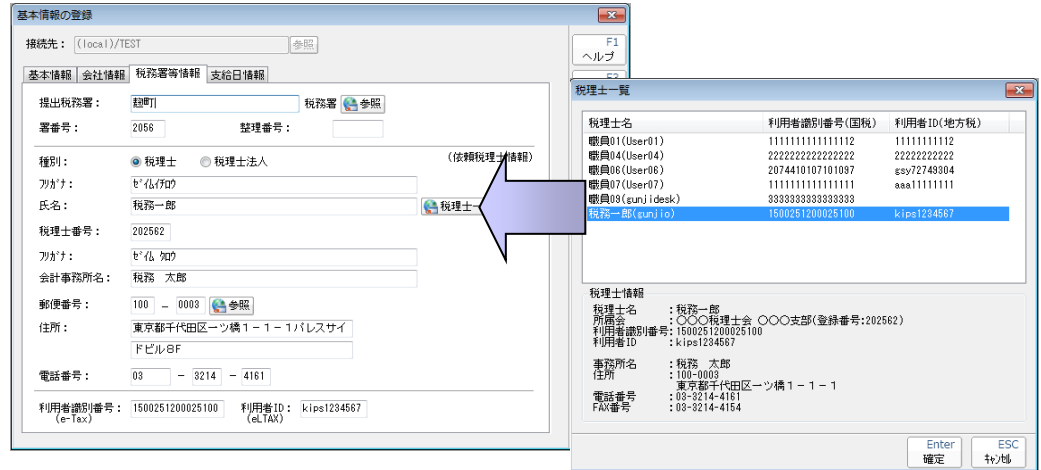 基本情報の登録
接続先： (local)/TEST 参照
F1
ヘルプ
基本情報 会社情報 税務署等情報 支給日情報
提出税務署： 麹町 税務署 参照
署番号： 2056 整理番号：
(依頼税理士情報)
種別： 税理士 税理士法人
ﾌﾘｶﾞﾅ： ｾﾞｲﾑｲﾁﾛｳ
氏名： 税務一郎 税理士一
税理士番号： 202562
ﾌﾘｶﾞﾅ： ｾﾞｲﾑ ﾀﾛｳ
会計事務所名： 税務 太郎
郵便番号： 100 － 0003 参照
住所： 東京都千代田区一ツ橋１－１－１パレスサイ
ドビル8F
電話番号： 03 － 3214 － 4161
利用者識別番号： 1500251200025100 利用者ID： kips1234567
(e-Tax) (eLTAX)
税理士一覧
税理士名 利用者識別番号(国税) 利用者ID(地方税)
職員01(User01) 1111111111111112 11111111112
職員04(User04) 2222222222222222 22222222222
職員06(User06) 2074410107101097 gsy72749304
職員07(User07) 1111111111111111 aaa11111111
職員09(gunjidesk) 3333333333333333
税務一郎(gunjio) 1500251200025100 kips1234567
税理士情報
税理士名 ：税務一郎
所属会 ：〇〇〇税理士会 〇〇〇支部(登録番号:202562)
利用者識別番号：1500251200025100
利用者ID ：kips1234567
事務所名 ：税務 太郎
住所 ：100-0003
東京都千代田区一ツ橋１－１－１
電話番号 ：03-3214-4161
FAX番号 ：03-3214-4154
Enter
確定
ESC
ｷｬﾝｾﾙ